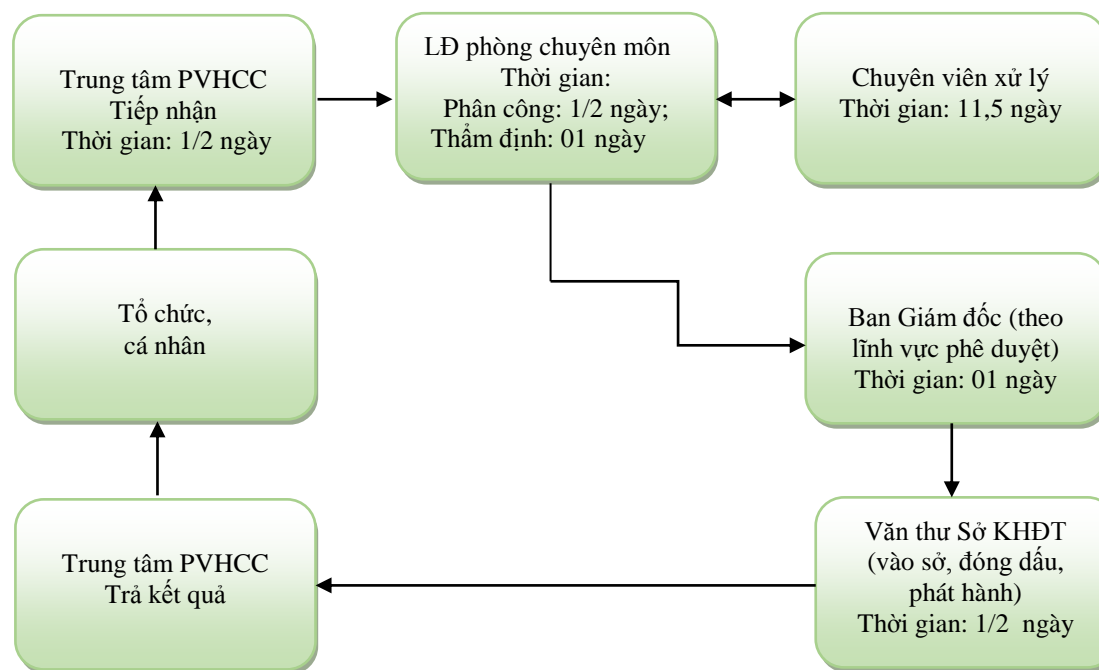 Trung tâm PVHCC
Tiếp nhận
Thời gian: 1/2 ngày
LĐ phòng chuyên môn
Thời gian:
Phân công: 1/2 ngày;
Thẩm định: 01 ngày
Chuyên viên xử lý
Thời gian: 11,5 ngày
Tổ chức,
cá nhân
Ban Giám đốc (theo
lĩnh vực phê duyệt)
Thời gian: 01 ngày
Trung tâm PVHCC
Trả kết quả
Văn thư Sở KHĐT
(vào sở, đóng dấu,
phát hành)
Thời gian: 1/2 ngày